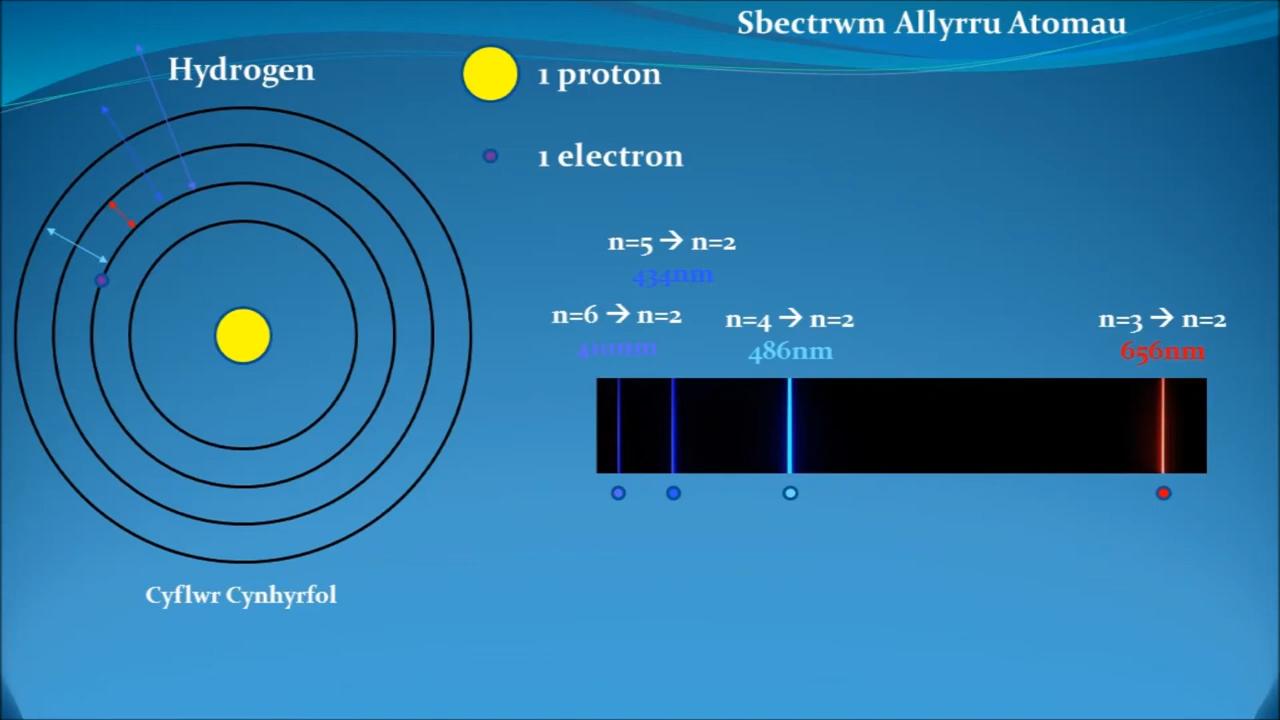 Sbectrwm Allyrru Atomau
Hydrogen
1 proton
1 electron
n=5 → n=2
434nm
n=6 → n=2
410nm
n=4 → n=2
486nm
n=3 → n=2
656nm
Cyflwr Cynhyrfol